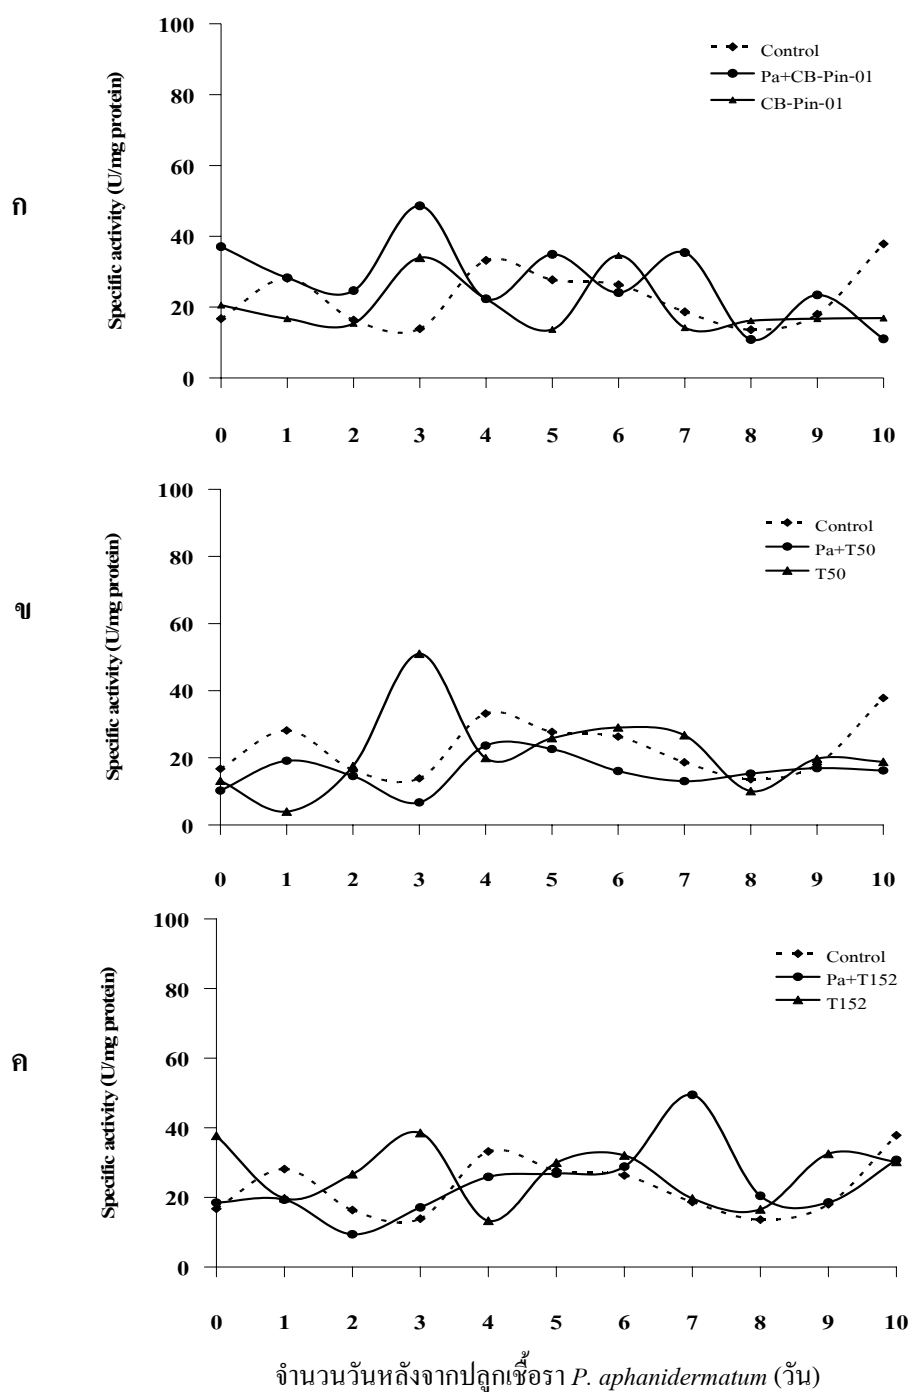 ก
Specific activity (U/mg protein)
100
80
60
40
20
0
Control
Pa+CB-Pin-01
CB-Pin-01
0 1 2 3 4 5 6 7 8 9 10
ข
Specific activity (U/mg protein)
100
80
60
40
20
0
Control
Pa+T50
T50
0 1 2 3 4 5 6 7 8 9 10
ค
Specific activity (U/mg protein)
100
80
60
40
20
0
Control
Pa+T152
T152
0 1 2 3 4 5 6 7 8 9 10
จำนวนวันหลังจากปลูกเชื้อรา P. aphanidermatum (วัน)